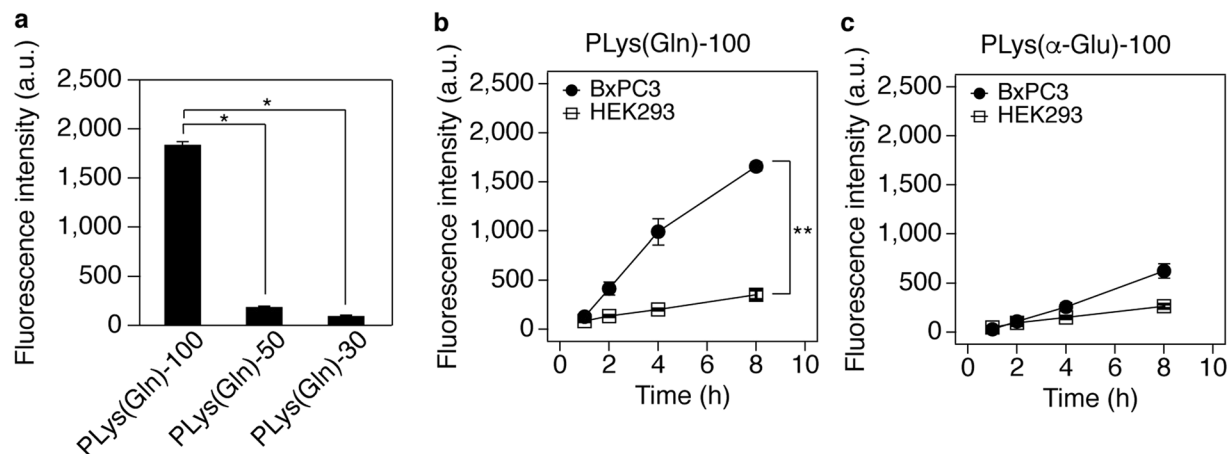 a
Fluorescence intensity (a.u.)
2,500
2,000
1,500
1,000
500
0
*
*
PLys(Gln)-100
PLys(Gln)-50
PLys(Gln)-30
b
PLys(Gln)-100
Fluorescence intensity (a.u.)
2,500
2,000
1,500
1,000
500
0
BxPC3
HEK293
**
0 2 4 6 8 10
Time (h)
c
PLys(α-Glu)-100
Fluorescence intensity (a.u.)
2,500
2,000
1,500
1,000
500
0
BxPC3
HEK293
0 2 4 6 8 10
Time (h)